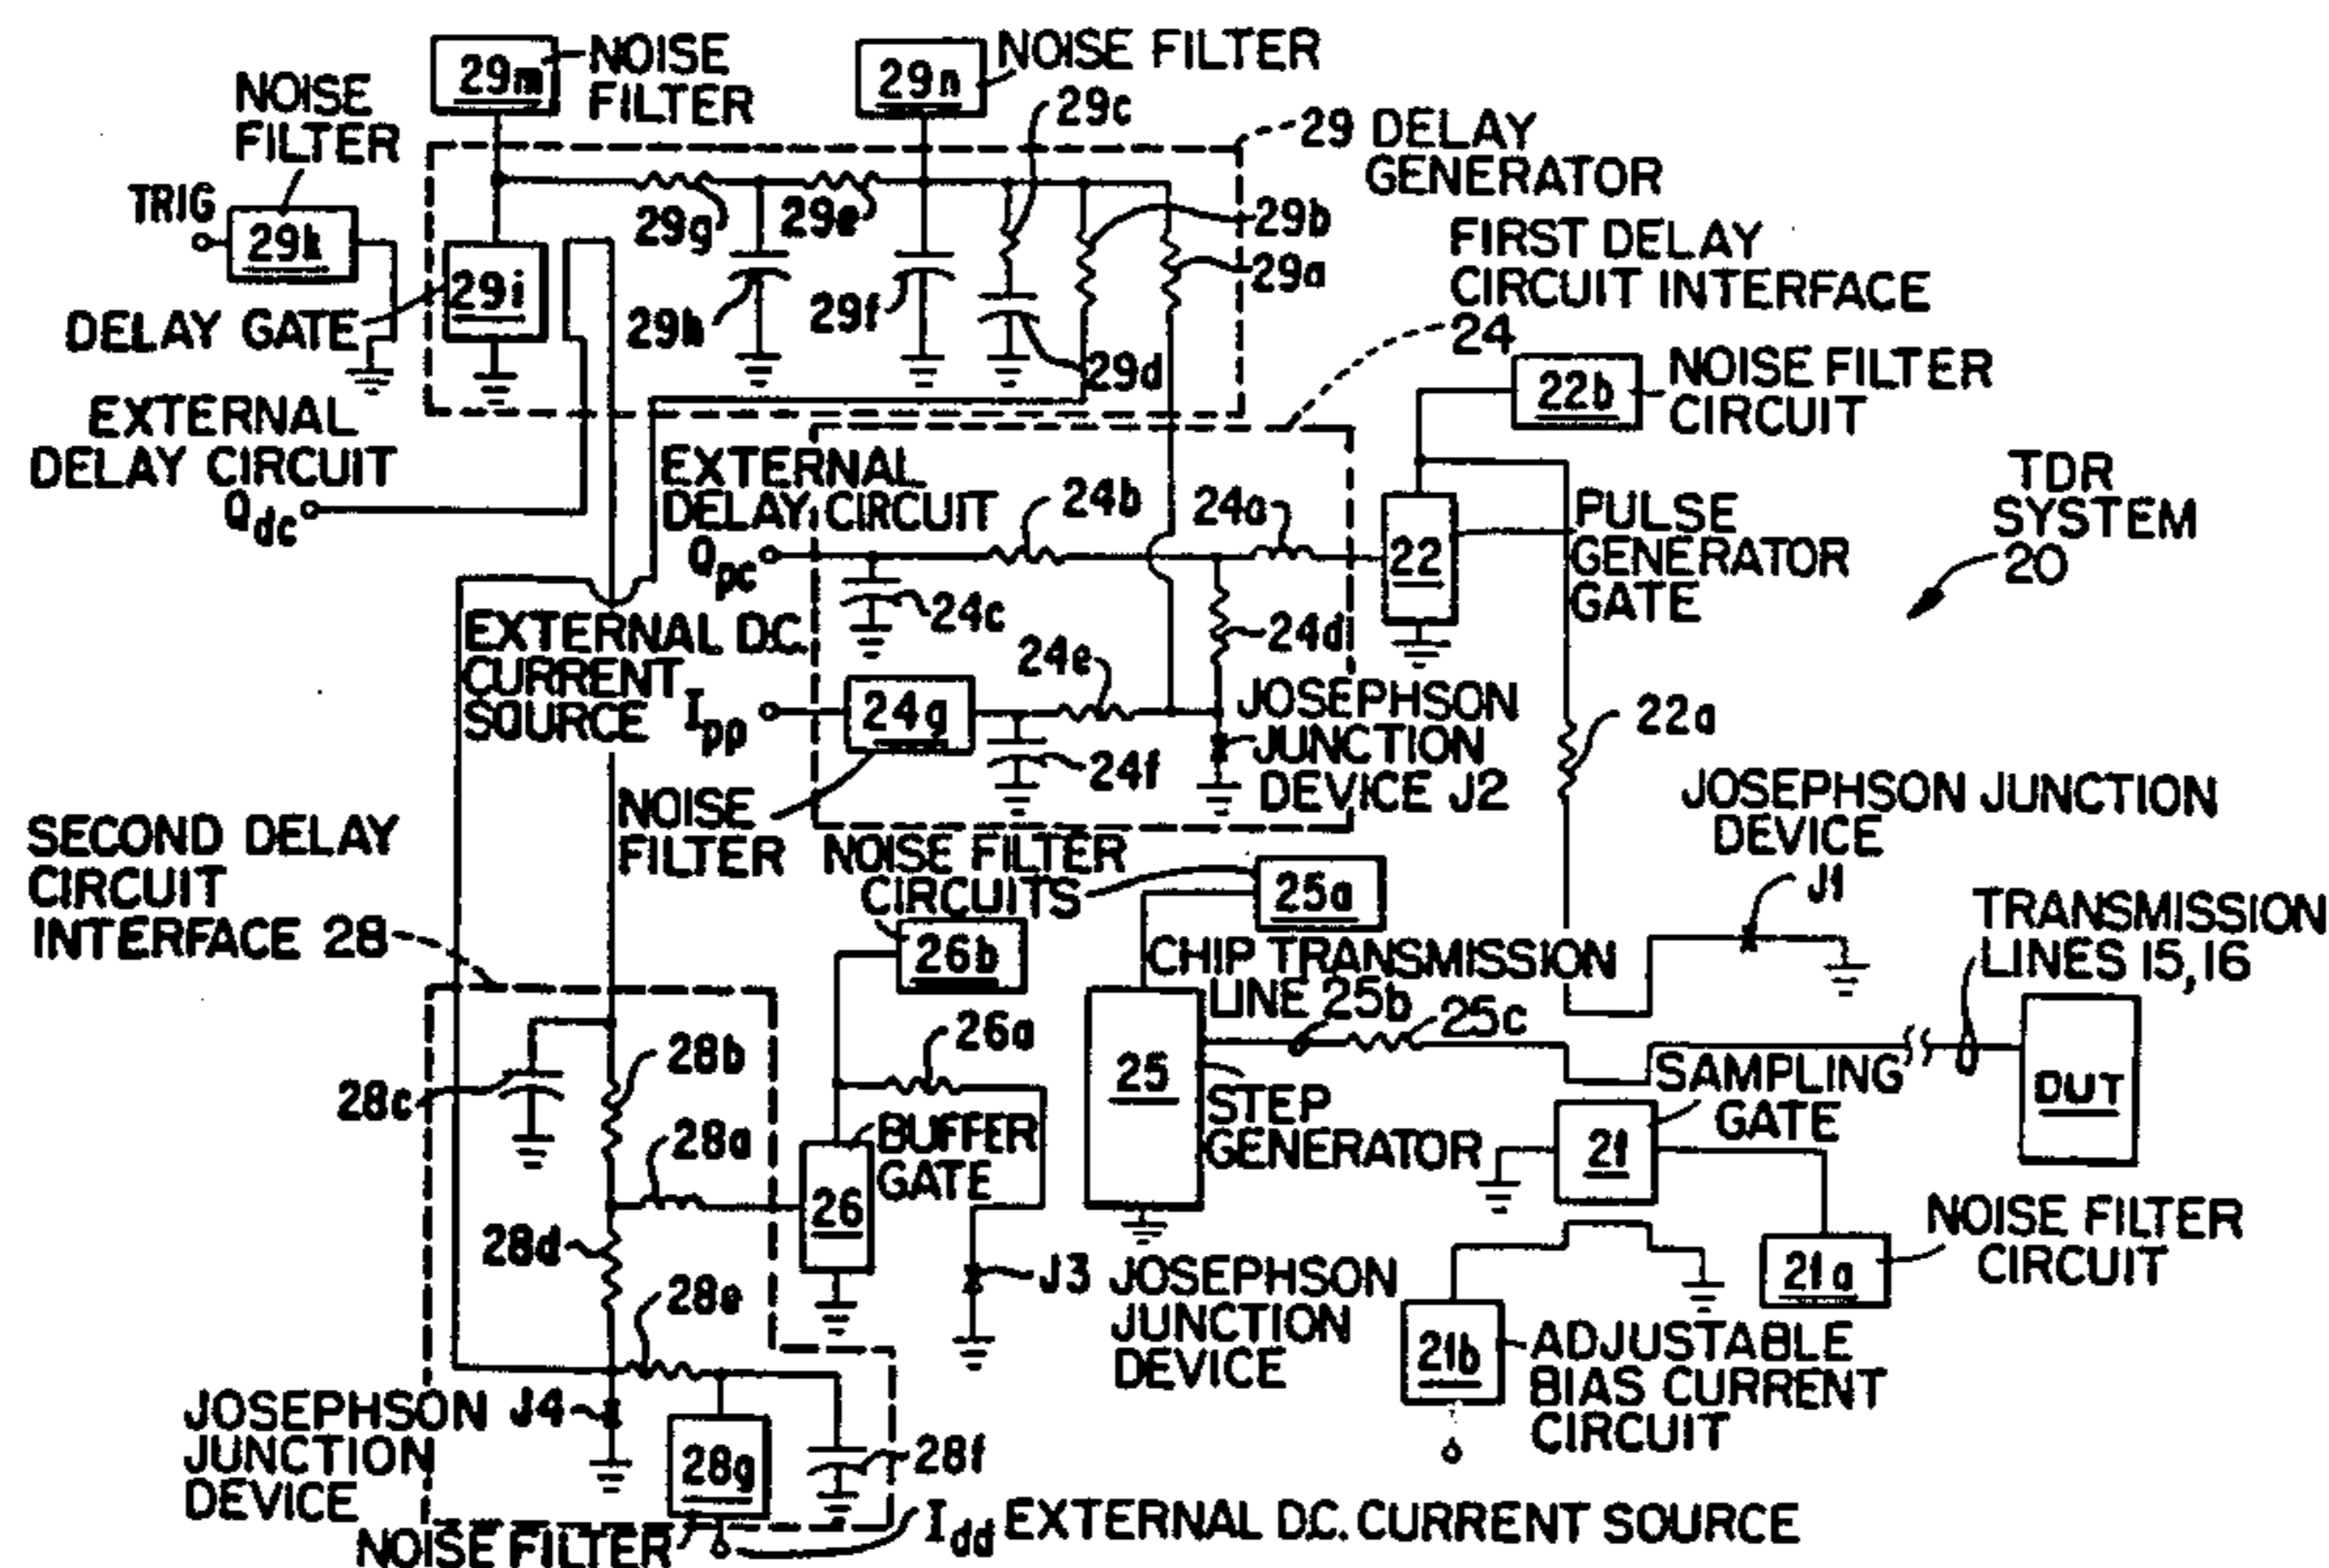 29m
NOISE
FILTER
29n
NOISE FILTER
NOISE
FILTER
29c
29 DELAY
GENERATOR
TRIG
29k
29g
29e
29b
29i
29h
29f
29a
29d
DELAY GATE
FIRST DELAY
CIRCUIT INTERFACE
24
22b
NOISE FILTER
CIRCUIT
EXTERNAL
DELAY CIRCUIT
Qdc
EXTERNAL
DELAY CIRCUIT
Qpc
24b
24a
22
PULSE
GENERATOR
GATE
TDR
SYSTEM
20
24c
24d
EXTERNAL D.C.
CURRENT
SOURCE
Ipp
24g
24e
24f
JOSEPHSON
JUNCTION
DEVICE J2
22a
NOISE
FILTER
JOSEPHSON JUNCTION
DEVICE
J1
SECOND DELAY
CIRCUIT
INTERFACE 28
NOISE FILTER
CIRCUITS
25a
26b
CHIP TRANSMISSION
LINE 25b
25c
TRANSMISSION
LINES 15,16
28c
28b
26a
25
STEP
GENERATOR
SAMPLING
GATE
DUT
28a
BUFFER
GATE
26
21
28d
28e
J3 JOSEPHSON
JUNCTION
DEVICE
21a
NOISE FILTER
CIRCUIT
21b
ADJUSTABLE
BIAS CURRENT
CIRCUIT
JOSEPHSON J4
JUNCTION
DEVICE
28g
28f
NOISE FILTER
Idd EXTERNAL D.C. CURRENT SOURCE